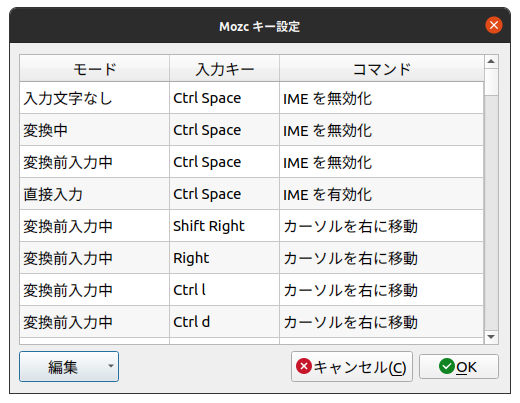 Mozc キー設定
モード 入力キー コマンド
入力文字なし Ctrl Space IME を無効化
変換中 Ctrl Space IME を無効化
変換前入力中 Ctrl Space IME を無効化
直接入力 Ctrl Space IME を有効化
変換前入力中 Shift Right カーソルを右に移動
変換前入力中 Right カーソルを右に移動
変換前入力中 Ctrl l カーソルを右に移動
変換前入力中 Ctrl d カーソルを右に移動
編集 キャンセル(C) OK